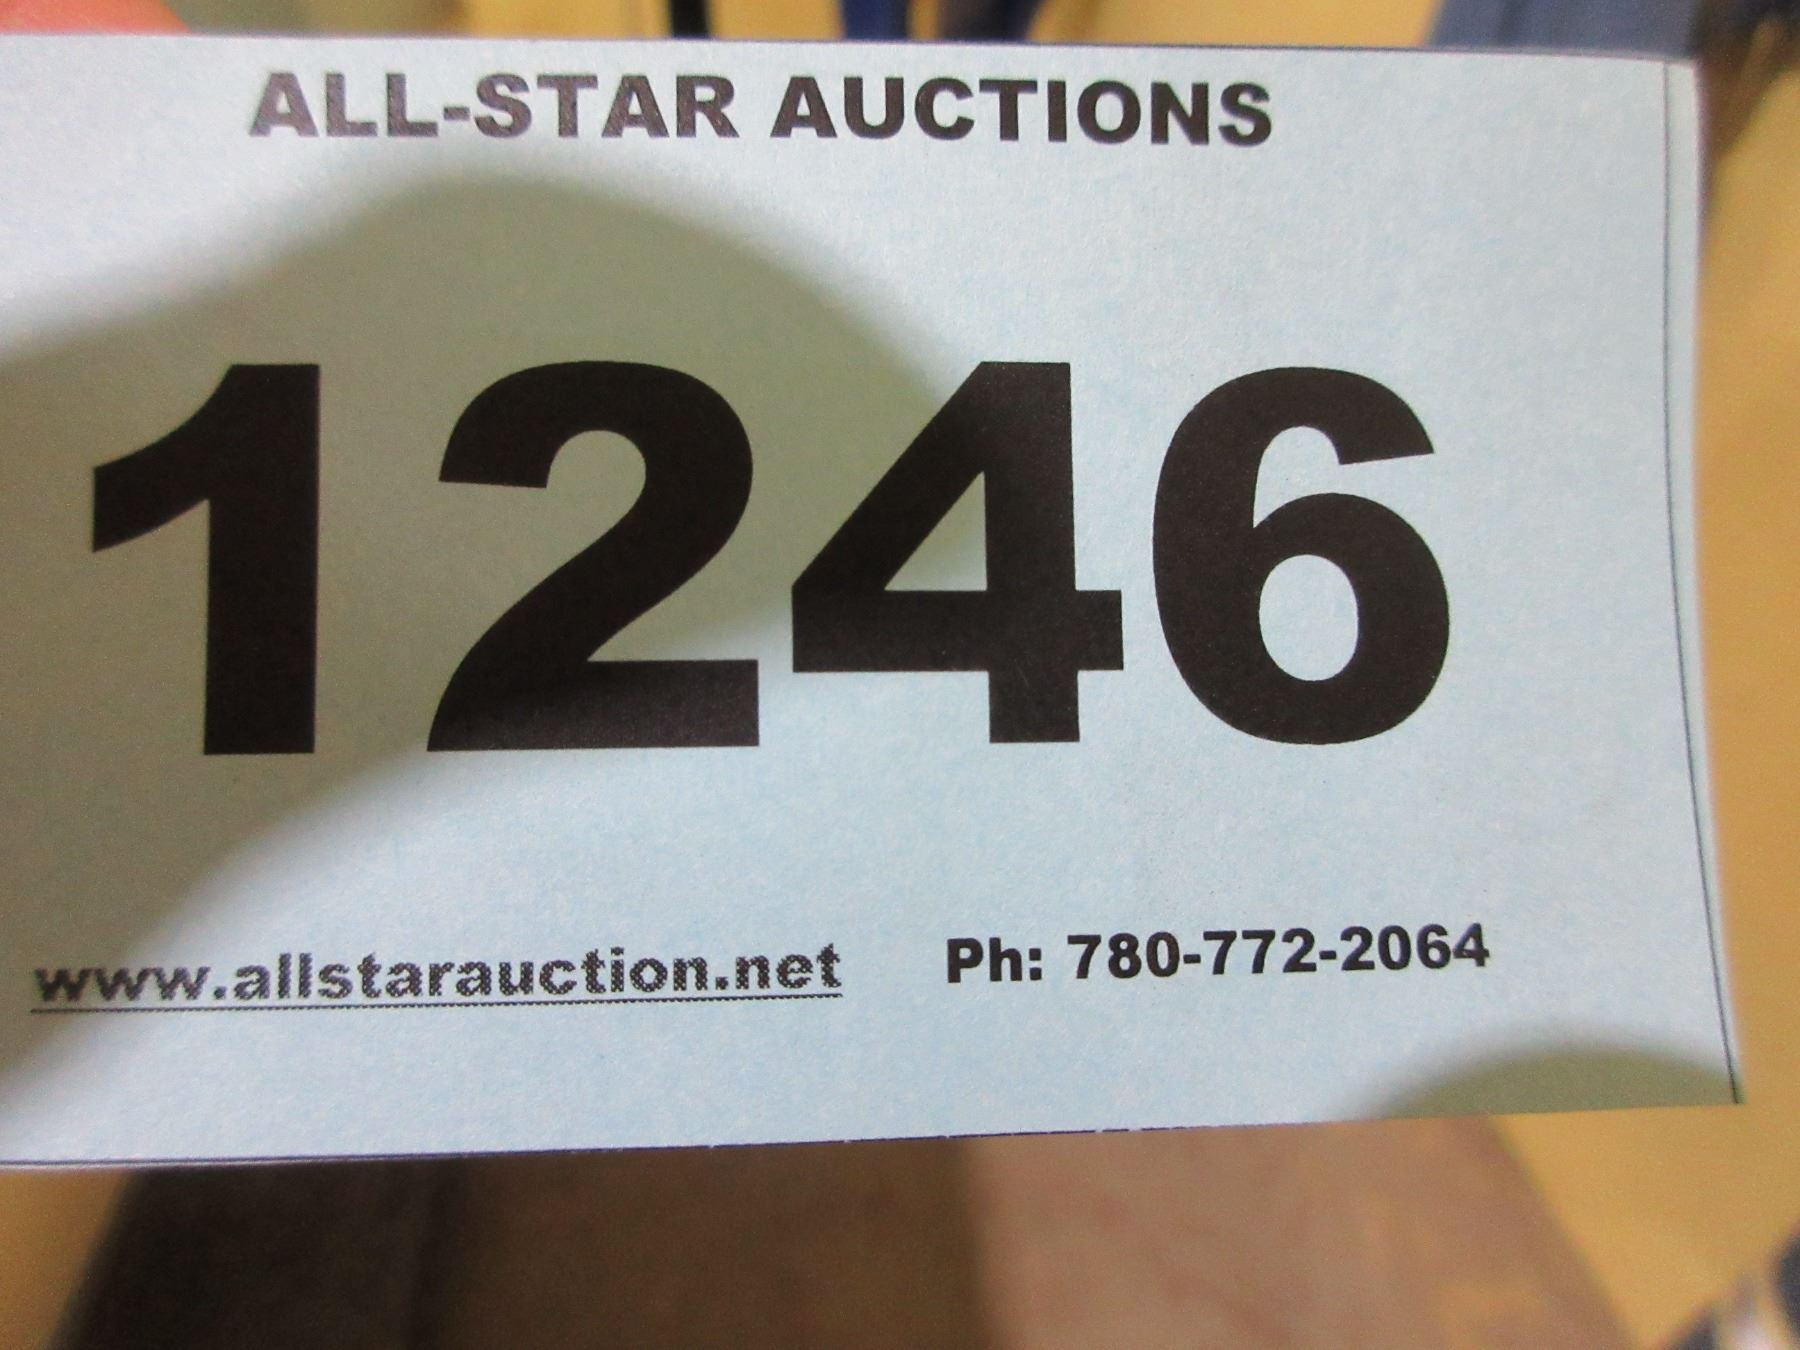 ALL-STAR AUCTIONS
1246
www.allstarauction.net Ph: 780-772-2064